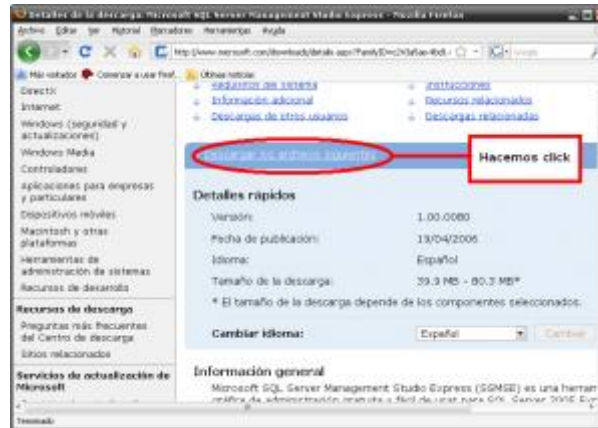 Detalles de la descarga: Microsoft SQL Server Management Studio Express - Mozilla Firefox
Archivo Editar Ver Historial Marcadores Herramientas Ayuda
Más visitados Comenzar a usar Firef... Últimas noticias
DirectX
Internet
Windows (seguridad y
actualizaciones)
Windows Media
Controladores
Aplicaciones para empresas
y particulares
Dispositivos móviles
Macintosh y otras
plataformas
Herramientas de
administración de sistemas
Recursos de desarrollo
Recursos de descarga
Preguntas más frecuentes
del Centro de descarga
Sitios relacionados
Servicios de actualización de
Microsoft
Requisitos del sistema
Instrucciones
Información adicional
Recursos relacionados
Descargas de otros usuarios
Descargas relacionadas
Descargar los archivos siguientes
Hacemos click
Detalles rápidos
Versión: 1.00.0080
Fecha de publicación: 19/04/2006
Idioma: Español
Tamaño de la descarga: 39.9 MB - 80.3 MB*
* El tamaño de la descarga depende de los componentes seleccionados.
Cambiar idioma: Español Cambiar
Información general
Microsoft SQL Server Management Studio Express (SSMSE) es una herram
gráfica de administración gratuita y fácil de usar para SQL Server 2005 Exp
Terminado